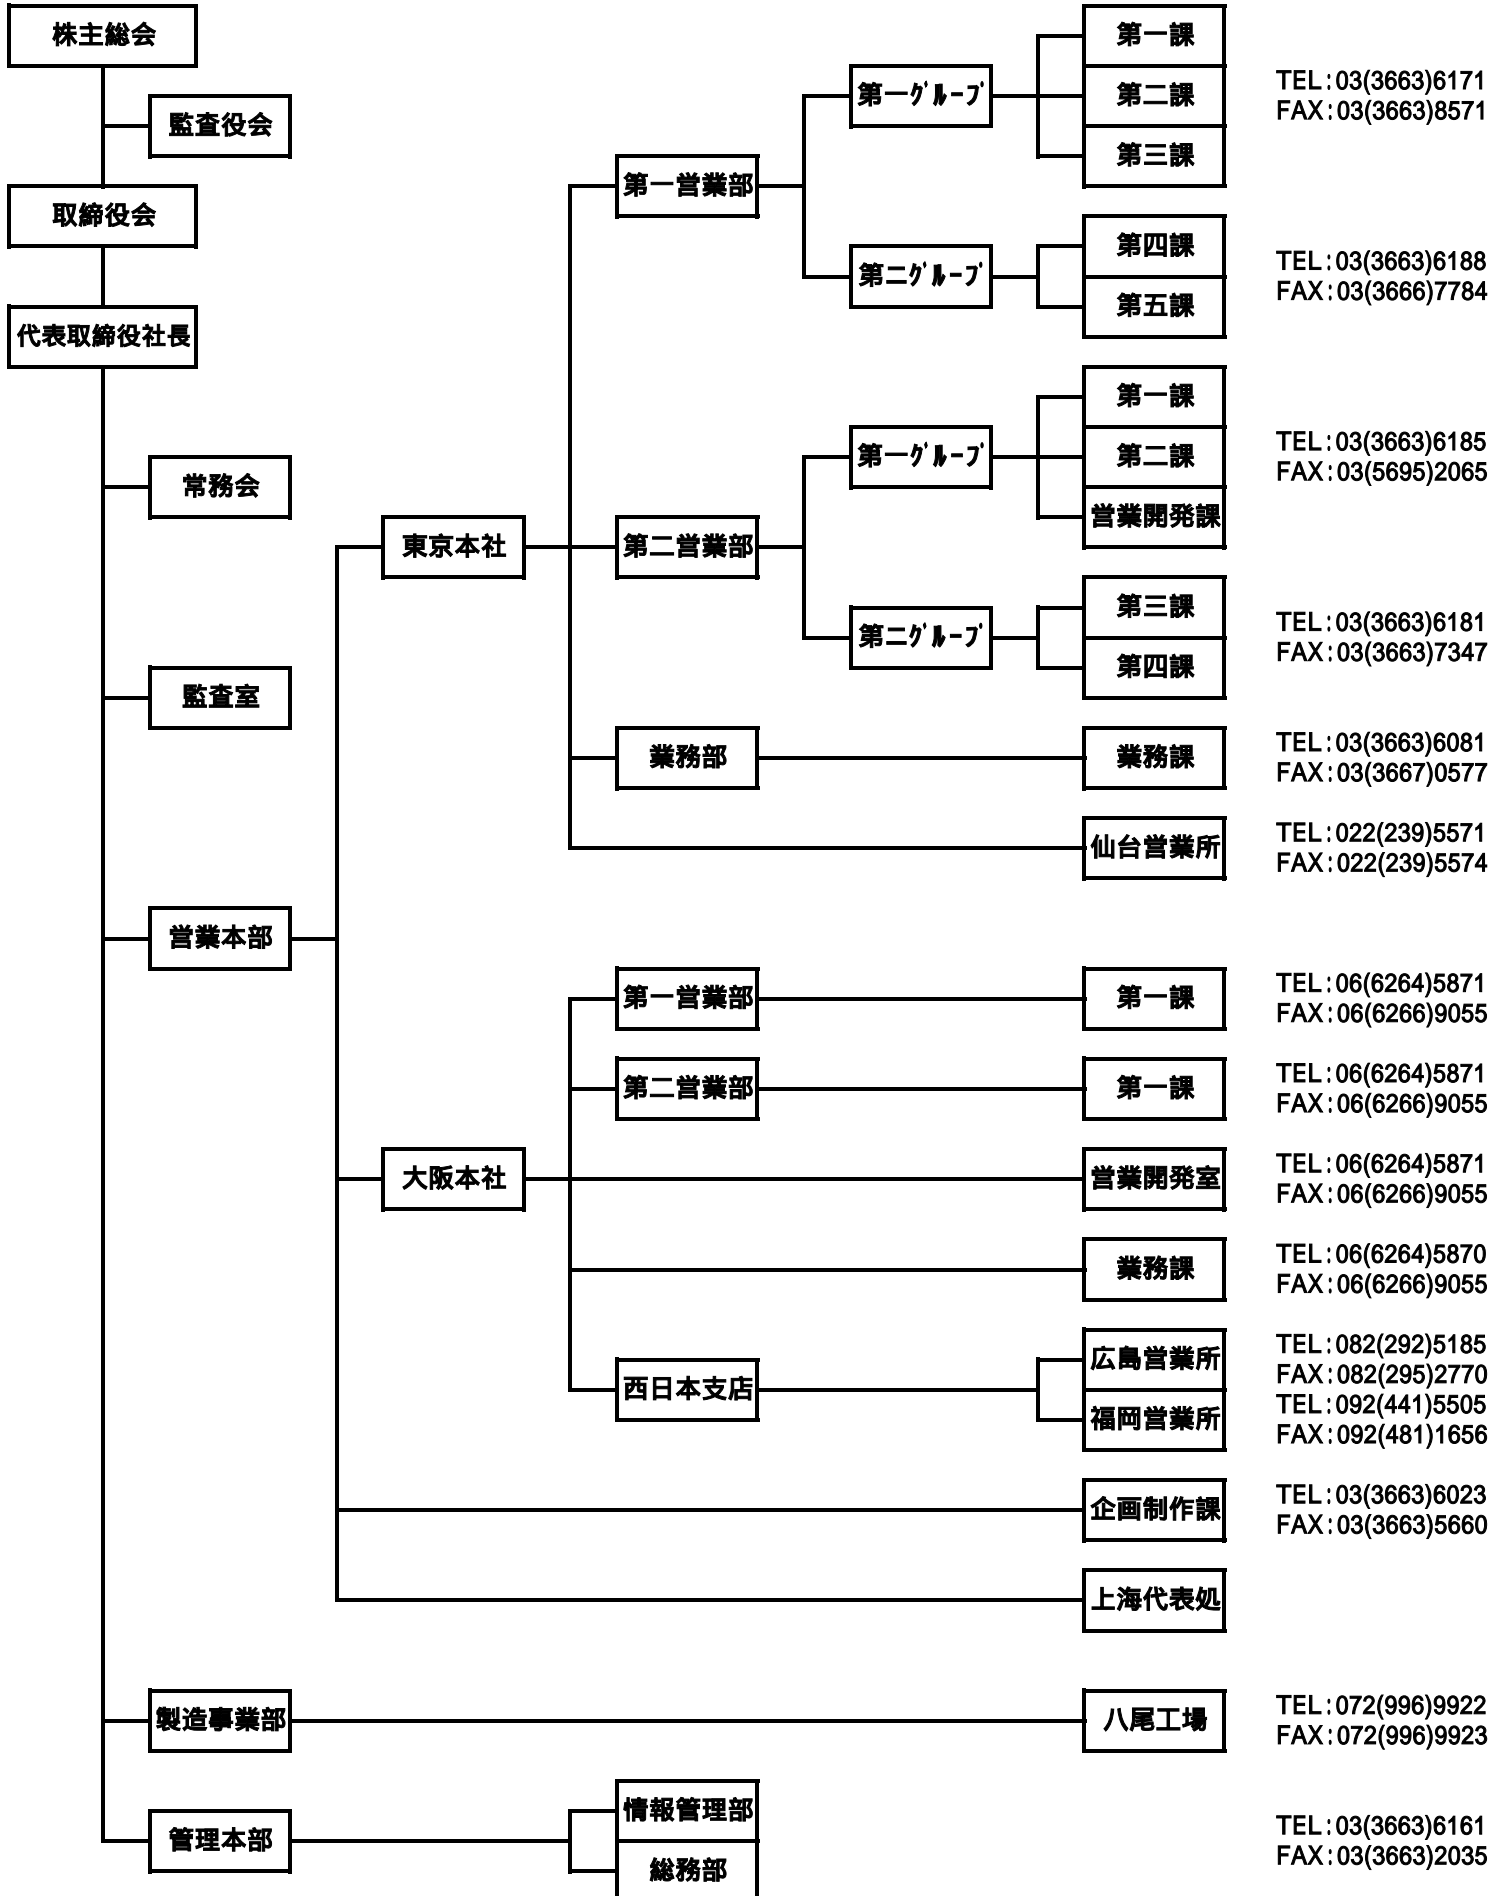 株主総会
監査役会
取締役会
代表取締役社長
常務会
監査室
営業本部
東京本社
第一営業部
第一ｸﾞﾙｰﾌﾟ
第一課
第二課
第三課
TEL:03(3663)6171
FAX:03(3663)8571
第二ｸﾞﾙｰﾌﾟ
第四課
第五課
TEL:03(3663)6188
FAX:03(3666)7784
第二営業部
第一ｸﾞﾙｰﾌﾟ
第一課
第二課
営業開発課
TEL:03(3663)6185
FAX:03(5695)2065
第二ｸﾞﾙｰﾌﾟ
第三課
第四課
TEL:03(3663)6181
FAX:03(3663)7347
業務部
業務課
TEL:03(3663)6081
FAX:03(3667)0577
仙台営業所
TEL:022(239)5571
FAX:022(239)5574
大阪本社
第一営業部
第一課
TEL:06(6264)5871
FAX:06(6266)9055
第二営業部
第一課
TEL:06(6264)5871
FAX:06(6266)9055
営業開発室
TEL:06(6264)5871
FAX:06(6266)9055
業務課
TEL:06(6264)5870
FAX:06(6266)9055
西日本支店
広島営業所
TEL:082(292)5185
FAX:082(295)2770
福岡営業所
TEL:092(441)5505
FAX:092(481)1656
企画制作課
TEL:03(3663)6023
FAX:03(3663)5660
上海代表処
製造事業部
八尾工場
TEL:072(996)9922
FAX:072(996)9923
管理本部
情報管理部
総務部
TEL:03(3663)6161
FAX:03(3663)2035